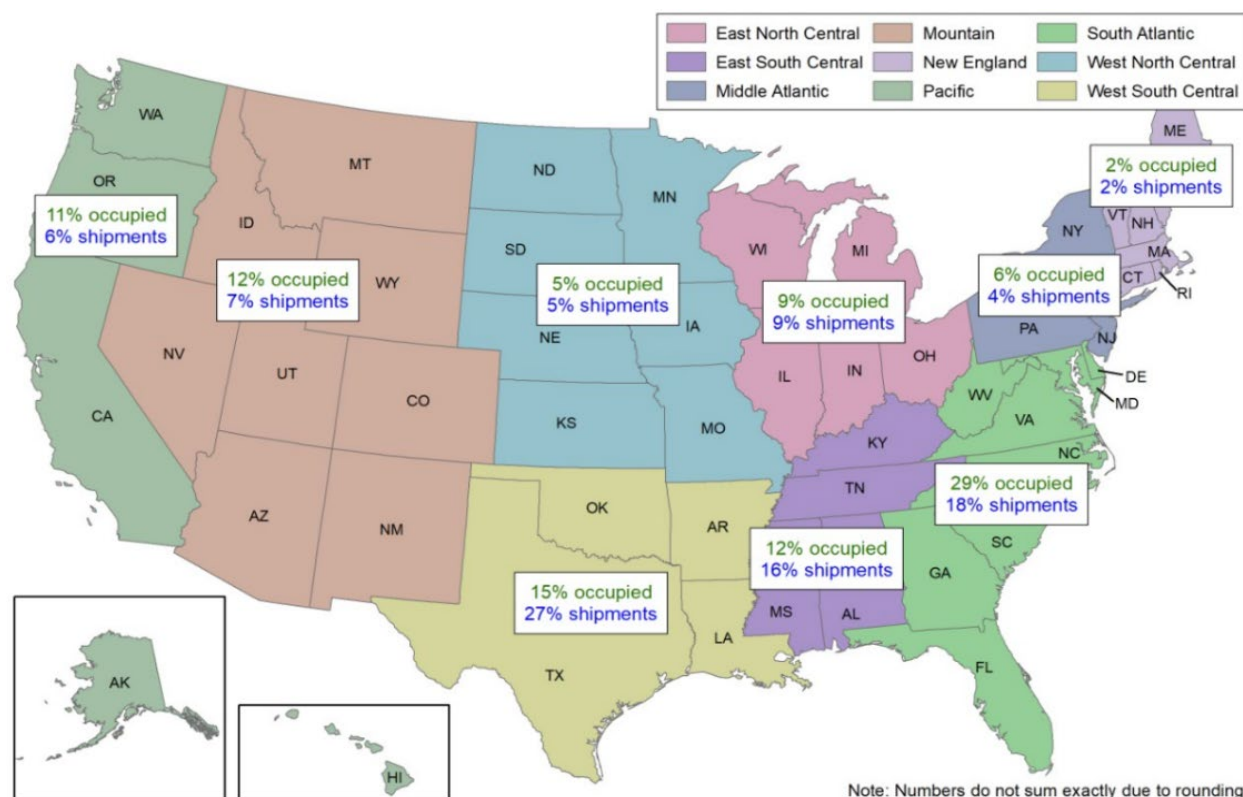 East North Central
Mountain
South Atlantic
East South Central
New England
West North Central
Middle Atlantic
Pacific
West South Central
WA
MT
ND
MN
ME
OR
11% occupied
6% shipments
ID
WY
SD
WI
MI
NY
VT
NH
MA
CT
RI
2% occupied
2% shipments
12% occupied
7% shipments
5% occupied
5% shipments
9% occupied
9% shipments
6% occupied
4% shipments
NE
IA
PA
NJ
NV
UT
CO
IL
IN
OH
DE
MD
CA
KS
MO
WV
VA
KY
NC
TN
29% occupied
18% shipments
AZ
NM
OK
AR
12% occupied
16% shipments
SC
15% occupied
27% shipments
MS
AL
GA
TX
LA
FL
AK
HI
Note: Numbers do not sum exactly due to rounding